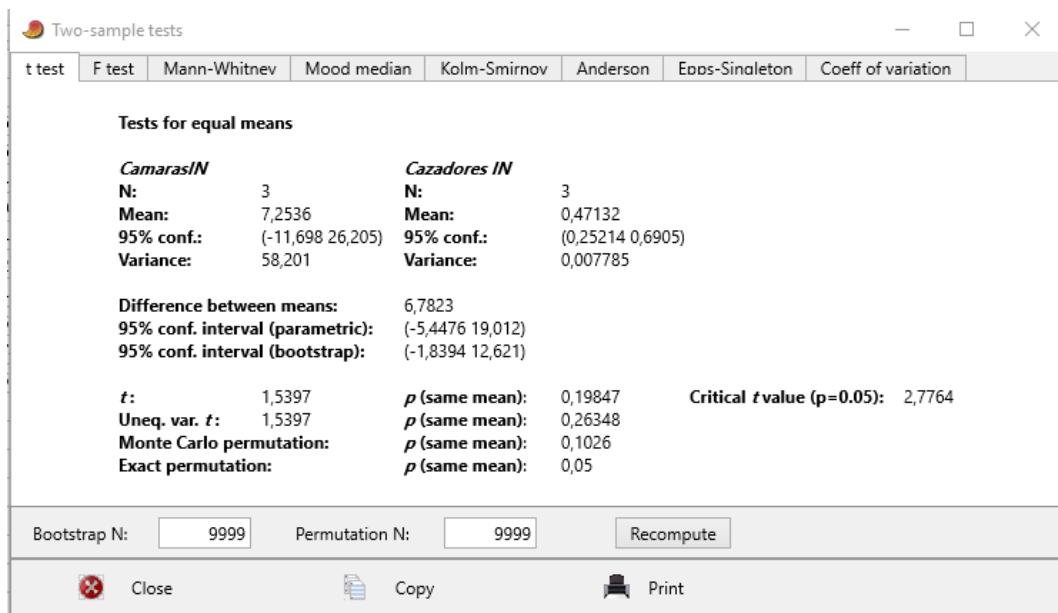 Two-sample tests
t test F test Mann-Whitney Mood median Kolm-Smirnov Anderson Epps-Singleton Coeff of variation
Tests for equal means
CamarasIN Cazadores IN
N: 3 N: 3
Mean: 7,2536 Mean: 0,47132
95% conf.: (-11,698 26,205) 95% conf.: (0,25214 0,6905)
Variance: 58,201 Variance: 0,007785
Difference between means: 6,7823
95% conf. interval (parametric): (-5,4476 19,012)
95% conf. interval (bootstrap): (-1,8394 12,621)
t : 1,5397 p (same mean): 0,19847 Critical t value (p=0.05): 2,7764
Uneq. var. t : 1,5397 p (same mean): 0,26348
Monte Carlo permutation: p (same mean): 0,1026
Exact permutation: p (same mean): 0,05
Bootstrap N: 9999 Permutation N: 9999 Recompute
Close Copy Print